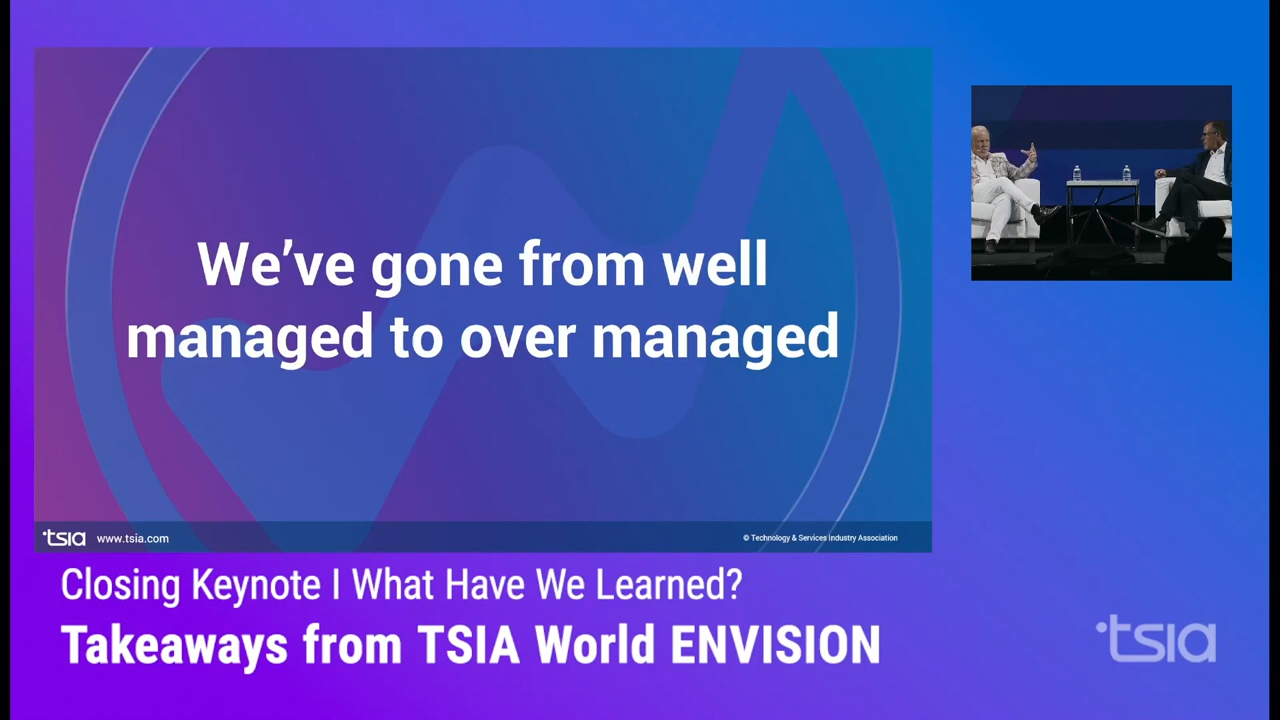 We’ve gone from well
managed to over managed
tsia www.tsia.com
© Technology & Services Industry Association
Closing Keynote I What Have We Learned?
Takeaways from TSIA World ENVISION
tsia